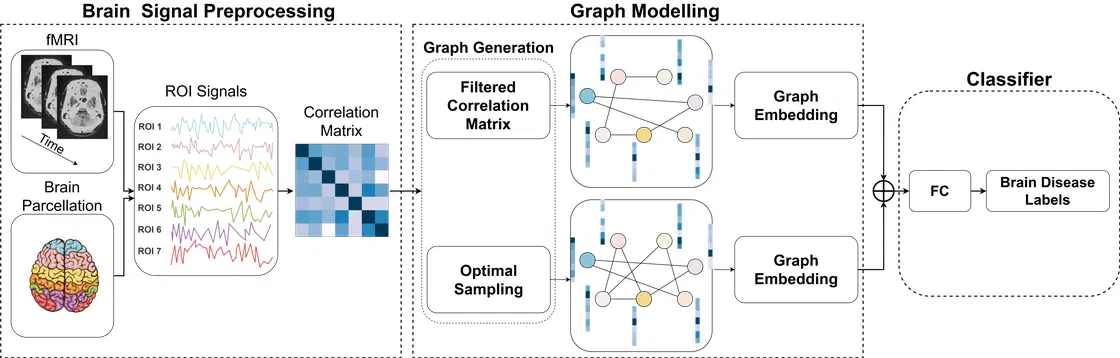 Brain Signal Preprocessing
fMRI
Time
Brain
Parcellation
ROI Signals
ROI 1
ROI 2
ROI 3
ROI 4
ROI 5
ROI 6
ROI 7
Correlation
Matrix
Graph Modelling
Graph Generation
Filtered
Correlation
Matrix
Optimal
Sampling
Graph
Embedding
Graph
Embedding
Classifier
FC
Brain Disease
Labels